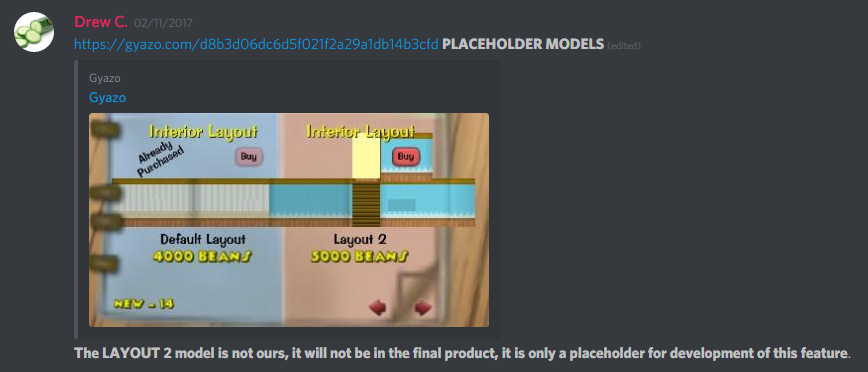 Drew C. 02/11/2017
https://gyazo.com/d8b3d06dc6d5f021f2a29a1db14b3cfd PLACEHOLDER MODELS (edited)
Gyazo
Gyazo
Interior Layout Interior Layout
Already
Purchased
Buy Buy
Default Layout Layout 2
4000 BEANS 5000 BEANS
NEW - 14
The LAYOUT 2 model is not ours, it will not be in the final product, it is only a placeholder for development of this feature.